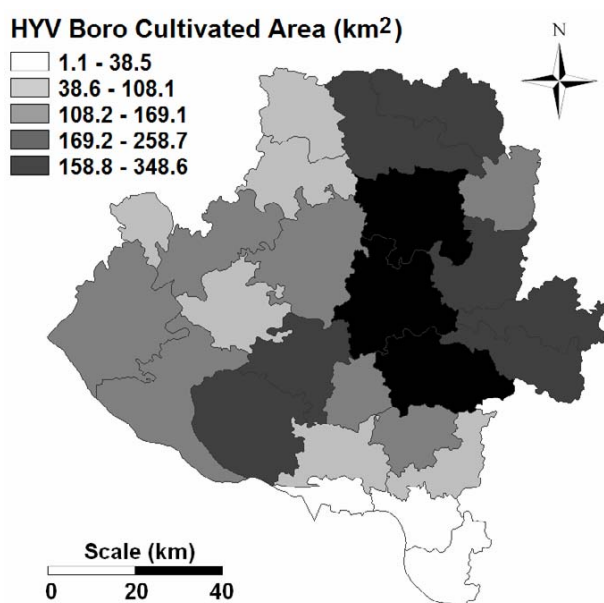 HYV Boro Cultivated Area (km²)
1.1 - 38.5
38.6 - 108.1
108.2 - 169.1
169.2 - 258.7
158.8 - 348.6
N
Scale (km)
0 20 40